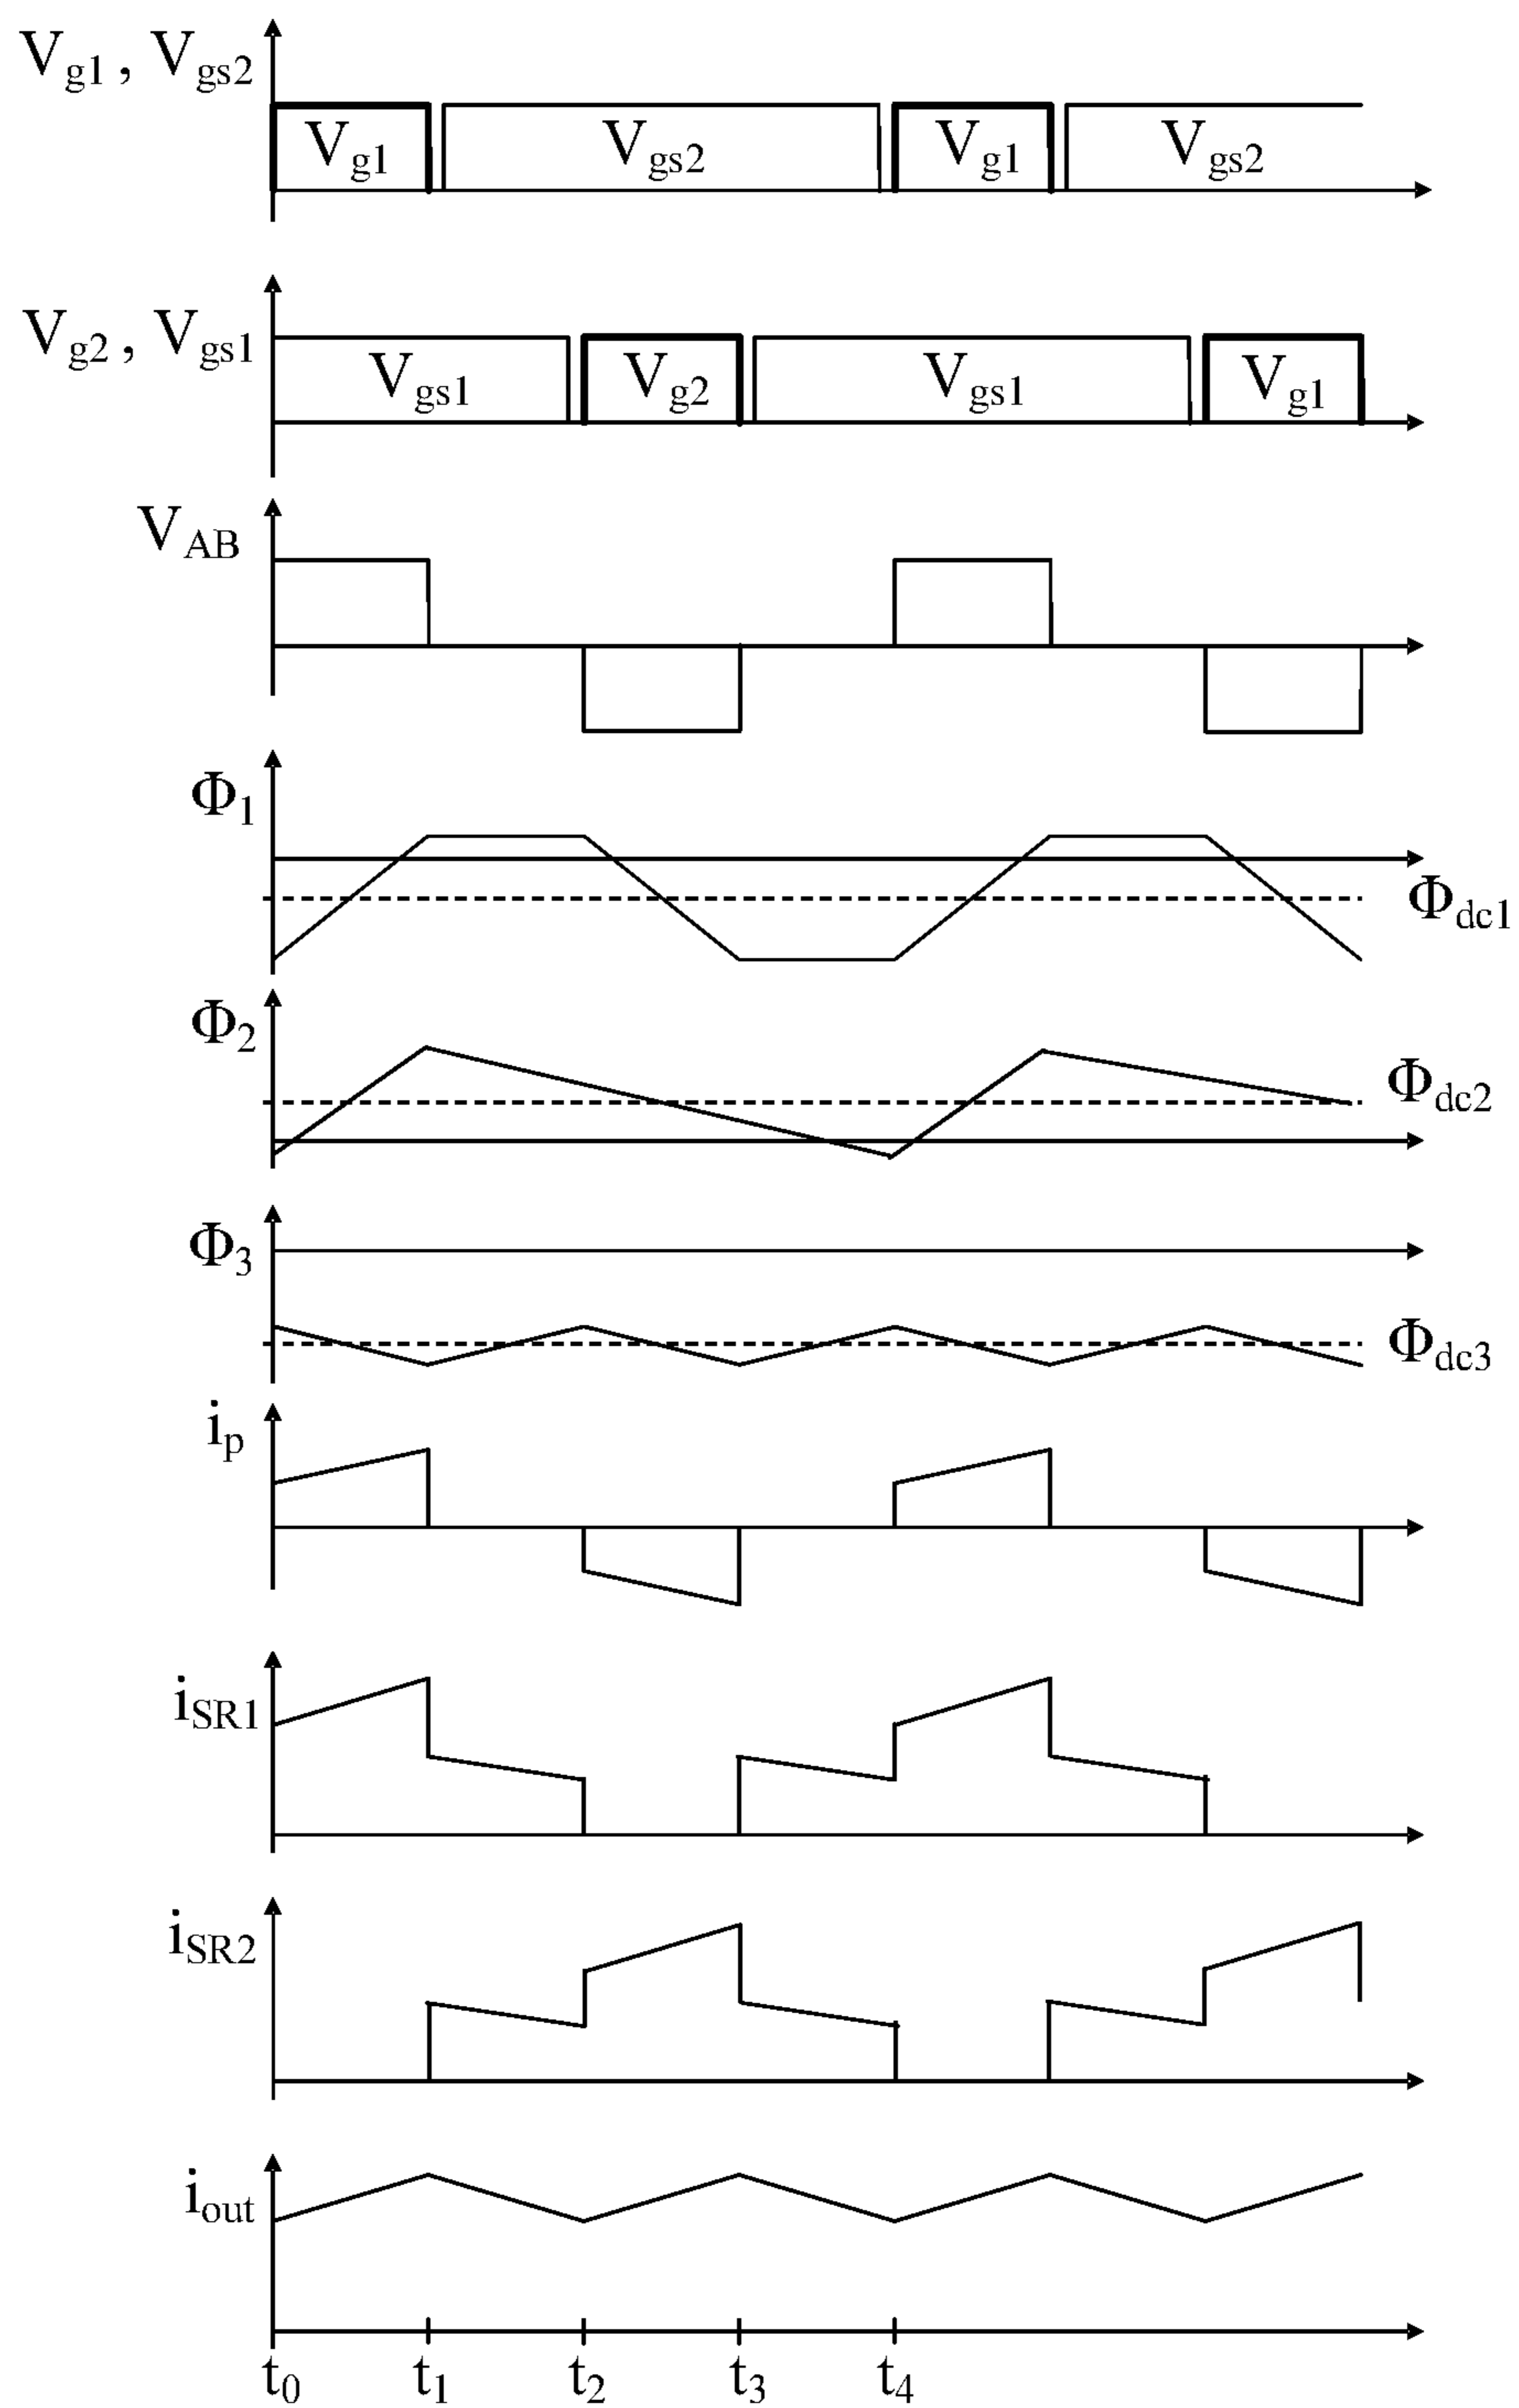 Vg1 , Vgs2
Vg1 Vgs2 Vg1 Vgs2
Vg2 , Vgs1
Vgs1 Vg2 Vgs1 Vg1
VAB
Φ1
Φdc1
Φ2
Φdc2
Φ3
Φdc3
ip
iSR1
iSR2
iout
t0 t1 t2 t3 t4